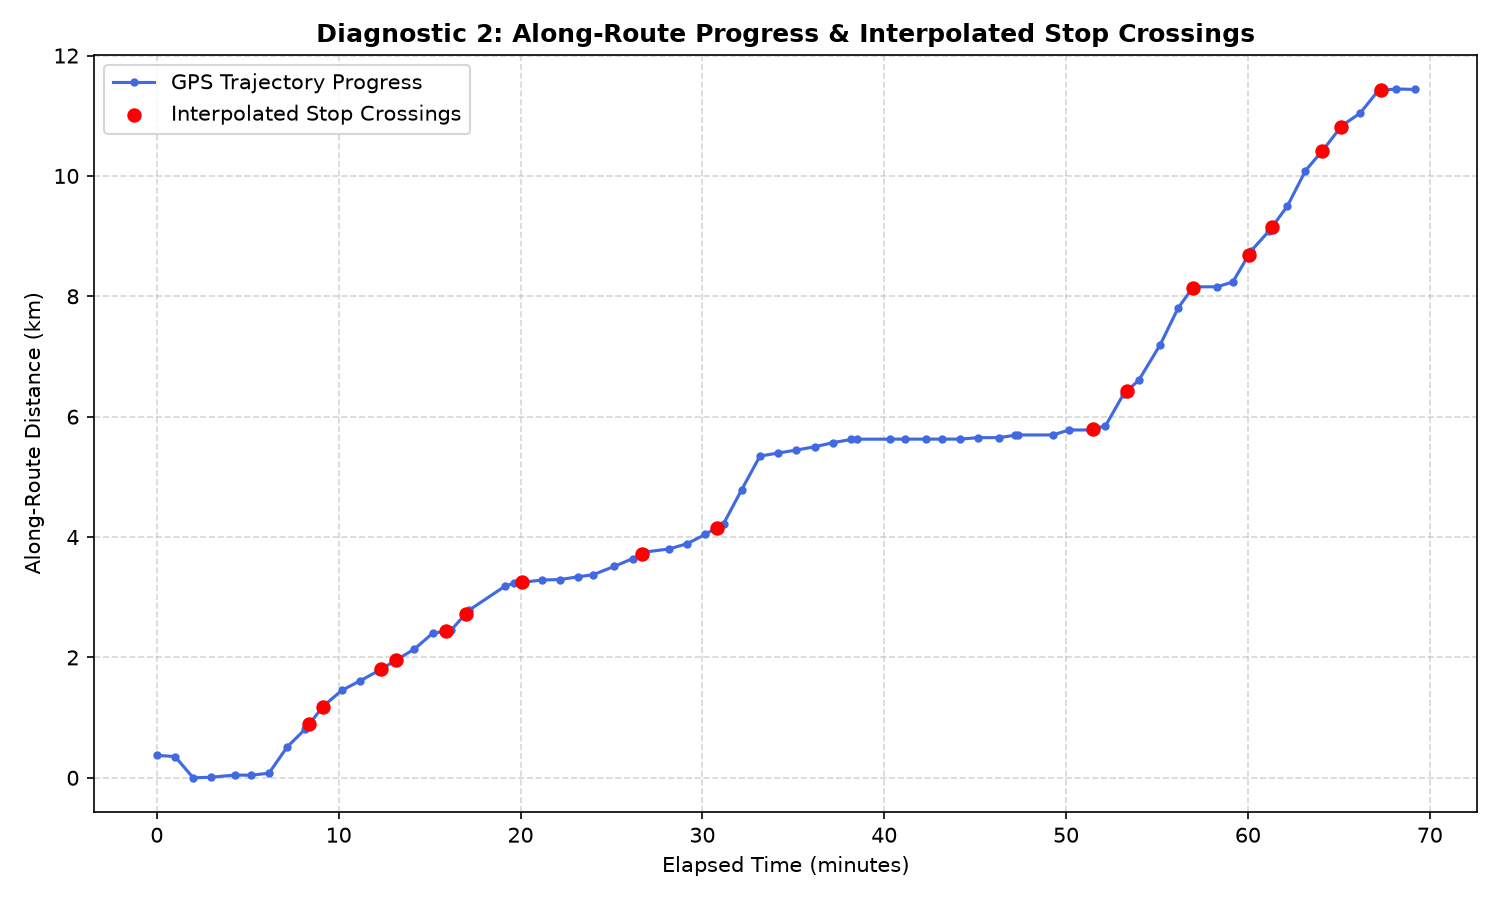 Diagnostic 2: Along-Route Progress & Interpolated Stop Crossings
GPS Trajectory Progress
Interpolated Stop Crossings
Along-Route Distance (km)
12
10
8
6
4
2
0
0 10 20 30 40 50 60 70
Elapsed Time (minutes)